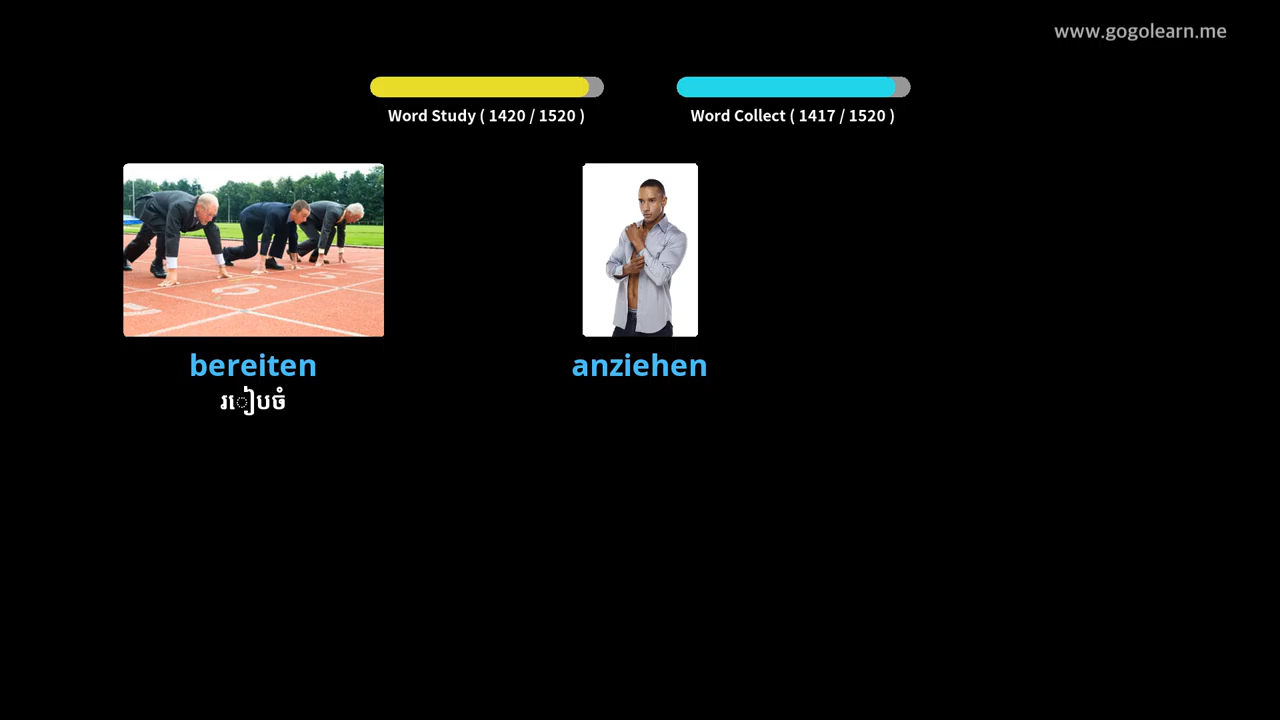 www.gogolearn.me
Word Study ( 1420 / 1520 )
Word Collect ( 1417 / 1520 )
bereiten
anziehen
រៀបចំ